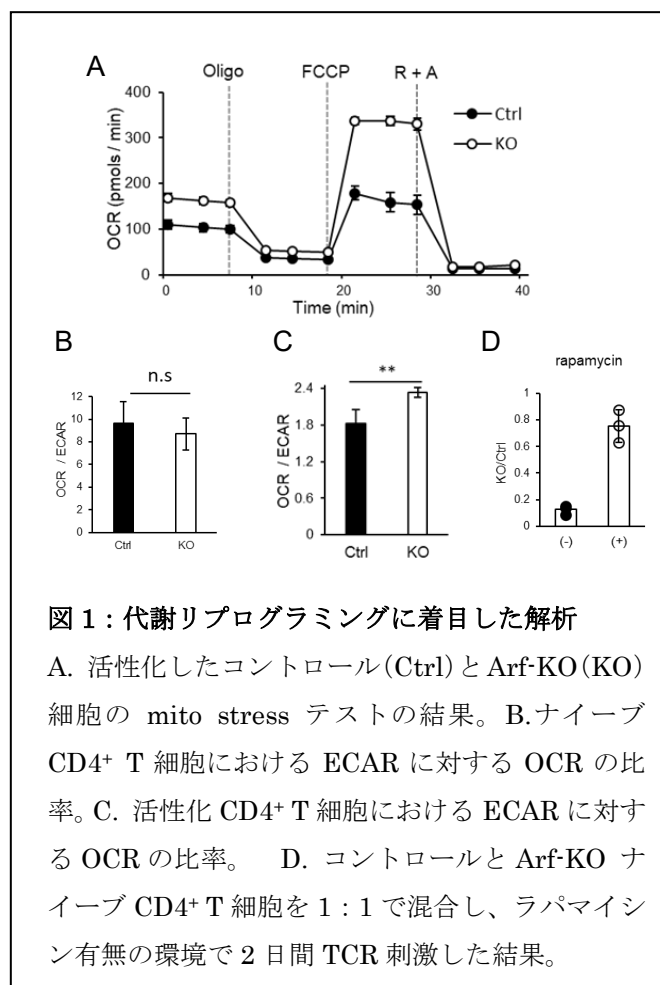 A
Oligo FCCP R + A
400
300
200
100
0
OCR (pmols / min)
Ctrl
KO
0 10 20 30 40
Time (min)
B
n.s
12
10
8
6
4
2
0
OCR / ECAR
Ctrl KO
C
**
2.4
1.8
1.2
0.6
0
OCR / ECAR
Ctrl KO
D
rapamycin
1
0.8
0.6
0.4
0.2
0
KO/Ctrl
(-) (+)
図 1:代謝リプログラミングに着目した解析
A. 活性化したコントロール(Ctrl)と Arf-KO(KO)
細胞の mito stress テストの結果。B.ナイーブ
CD4+ T 細胞における ECAR に対する OCR の比
率。C. 活性化 CD4+ T 細胞における ECAR に対す
る OCR の比率。 D. コントロールと Arf-KO ナ
イーブ CD4+ T 細胞を 1:1 で混合し、ラパマイシ
ン有無の環境で 2 日間 TCR 刺激した結果。